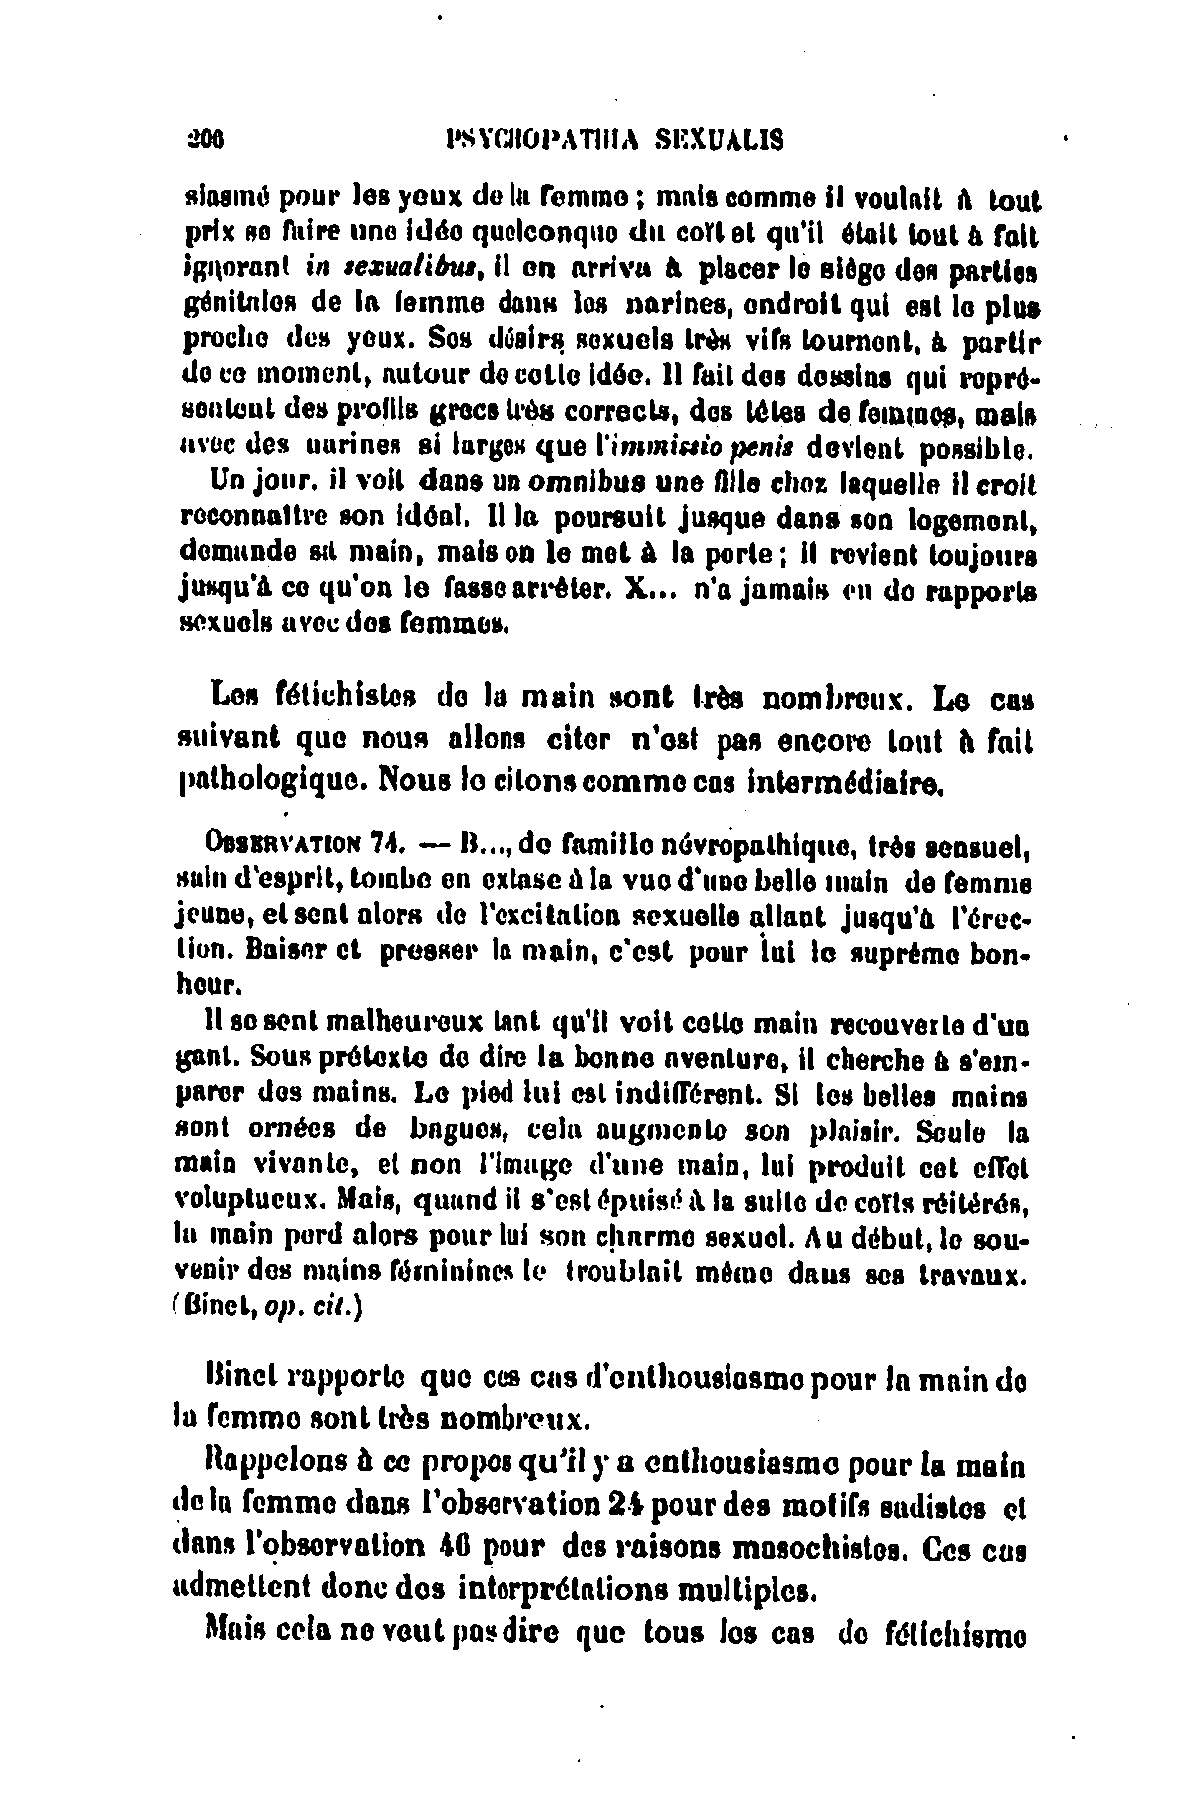 206 PSYCHOPATHIA SEXUALIS
siasmé pour les yeux de la femme ; mais comme il voulait à tout
prix se faire une idée quelconque du coït et qu'il était tout à fait
ignorant in sexualibus, il en arriva à placer le siège des parties
génitales de la femme dans les narines, endroit qui est le plus
proche des yeux. Ses désirs sexuels très vifs tournent, à partir
de ce moment, autour de cette idée. Il fait des dessins qui repré-
sentent des profils grecs très corrects, des têtes de femmes, mais
avec des narines si larges que l'immissio penis devient possible.
Un jour, il voit dans un omnibus une fille chez laquelle il croit
reconnaître son idéal. Il la poursuit jusque dans son logement,
demande sa main, mais on le met à la porte ; il revient toujours
jusqu'à ce qu'on le fasse arrêter. X... n'a jamais eu de rapports
sexuels avec des femmes.
Les fétichistes de la main sont très nombreux. Le cas
suivant que nous allons citer n'est pas encore tout à fait
pathologique. Nous le citons comme cas intermédiaire.
OBSERVATION 74. — B..., de famille névropathique, très sensuel,
sain d'esprit, tombe en extase à la vue d'une belle main de femme
jeune, et sent alors de l'excitation sexuelle allant jusqu'à l'érec-
tion. Baiser et presser la main, c'est pour lui le suprême bon-
heur.
Il se sent malheureux tant qu'il voit cette main recouverte d'un
gant. Sous prétexte de dire la bonne aventure, il cherche à s'em-
parer des mains. Le pied lui est indifférent. Si les belles mains
sont ornées de bagues, cela augmente son plaisir. Seule la
main vivante, et non l'image d'une main, lui produit cet effet
voluptueux. Mais, quand il s'est épuisé à la suite de coïts réitérés,
la main perd alors pour lui son charme sexuel. Au début, le sou-
venir des mains féminines le troublait même dans ses travaux.
(Binet, op. cit.)
Binet rapporte que ces cas d'enthousiasme pour la main de
la femme sont très nombreux.
Rappelons à ce propos qu'il y a enthousiasme pour la main
de la femme dans l'observation 24 pour des motifs sadistes et
dans l'observation 46 pour des raisons masochistes. Ces cas
admettent donc des interprétations multiples.
Mais cela ne veut pas dire que tous les cas de fétichisme